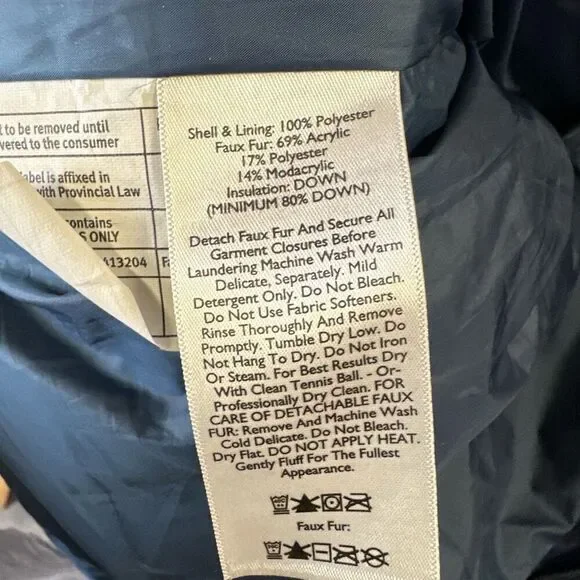 t to be removed until
vered to the consumer
label is affixed in
with Provincial Law
contains
S ONLY
413204
Shell & Lining: 100% Polyester
Faux Fur: 69% Acrylic
17% Polyester
14% Modacrylic
Insulation: DOWN
(MINIMUM 80% DOWN)
Detach Faux Fur And Secure All
Garment Closures Before
Laundering Machine Wash Warm
Delicate, Separately. Mild
Detergent Only. Do Not Bleach.
Do Not Use Fabric Softeners.
Rinse Thoroughly And Remove
Promptly. Tumble Dry Low. Do
Not Hang To Dry. Do Not Iron
Or Steam. For Best Results Dry
With Clean Tennis Ball. - Or-
Professionally Dry Clean. FOR
CARE OF DETACHABLE FAUX
FUR: Remove And Machine Wash
Cold Delicate. Do Not Bleach.
Dry Flat. DO NOT APPLY HEAT.
Gently Fluff For The Fullest
Appearance.
Faux Fur: